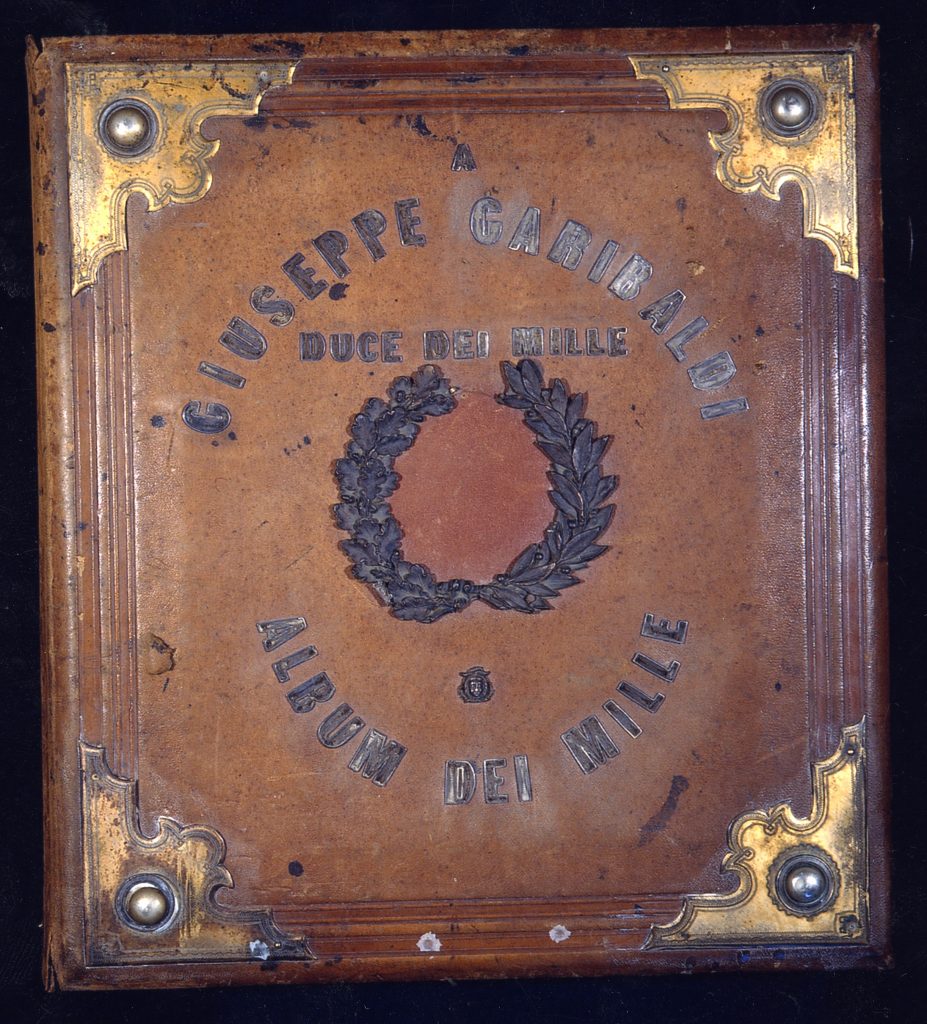 A
GIUSEPPE GARIBALDI
DUCE DEI MILLE
ALBUM DEI MILLE